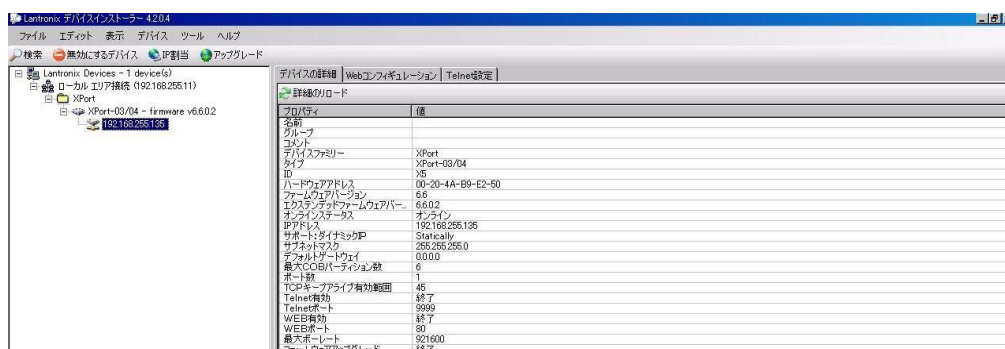 Lantronix デバイスインストーラー 4.2.0.4
ファイル エディット 表示 デバイス ツール ヘルプ
検索 無効にするデバイス IP割当 アップグレード
Lantronix Devices - 1 device(s)
ローカル エリア接続 (192.168.255.11)
XPort
XPort-03/04 - firmware v6.6.0.2
192.168.255.135
デバイスの詳細 Webコンフィギュレーション Telnet設定
詳細のリロード
プロパティ 値
名前
グループ
コメント
デバイスファミリー XPort
タイプ XPort-03/04
ID X5
ハードウェアアドレス 00-20-4A-B9-E2-50
ファームウェアバージョン 6.6
エクステンデッドファームウェアバー... 6.6.0.2
オンラインステータス オンライン
IPアドレス 192.168.255.135
サポート:ダイナミックIP Statically
サブネットマスク 255.255.255.0
デフォルトゲートウェイ 0.0.0.0
最大COBパーティション数 6
ポート数 1
TCPキープアライブ有効範囲 45
Telnet有効 終了
Telnetポート 9999
WEB有効 終了
WEBポート 80
最大ボーレート 921600